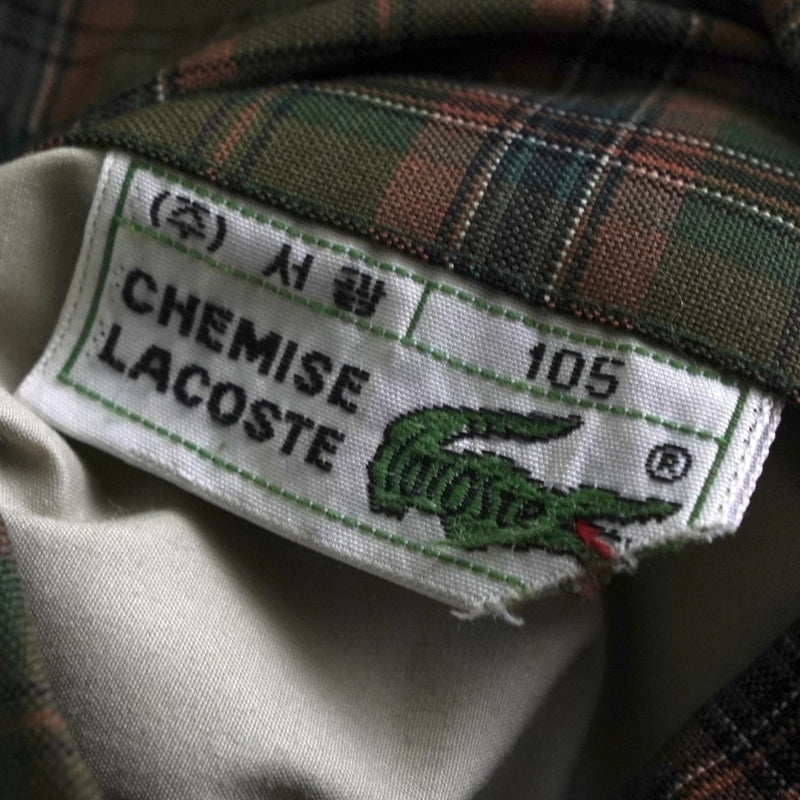 (주) 서광
105
CHEMISE
LACOSTE
Lacoste
®